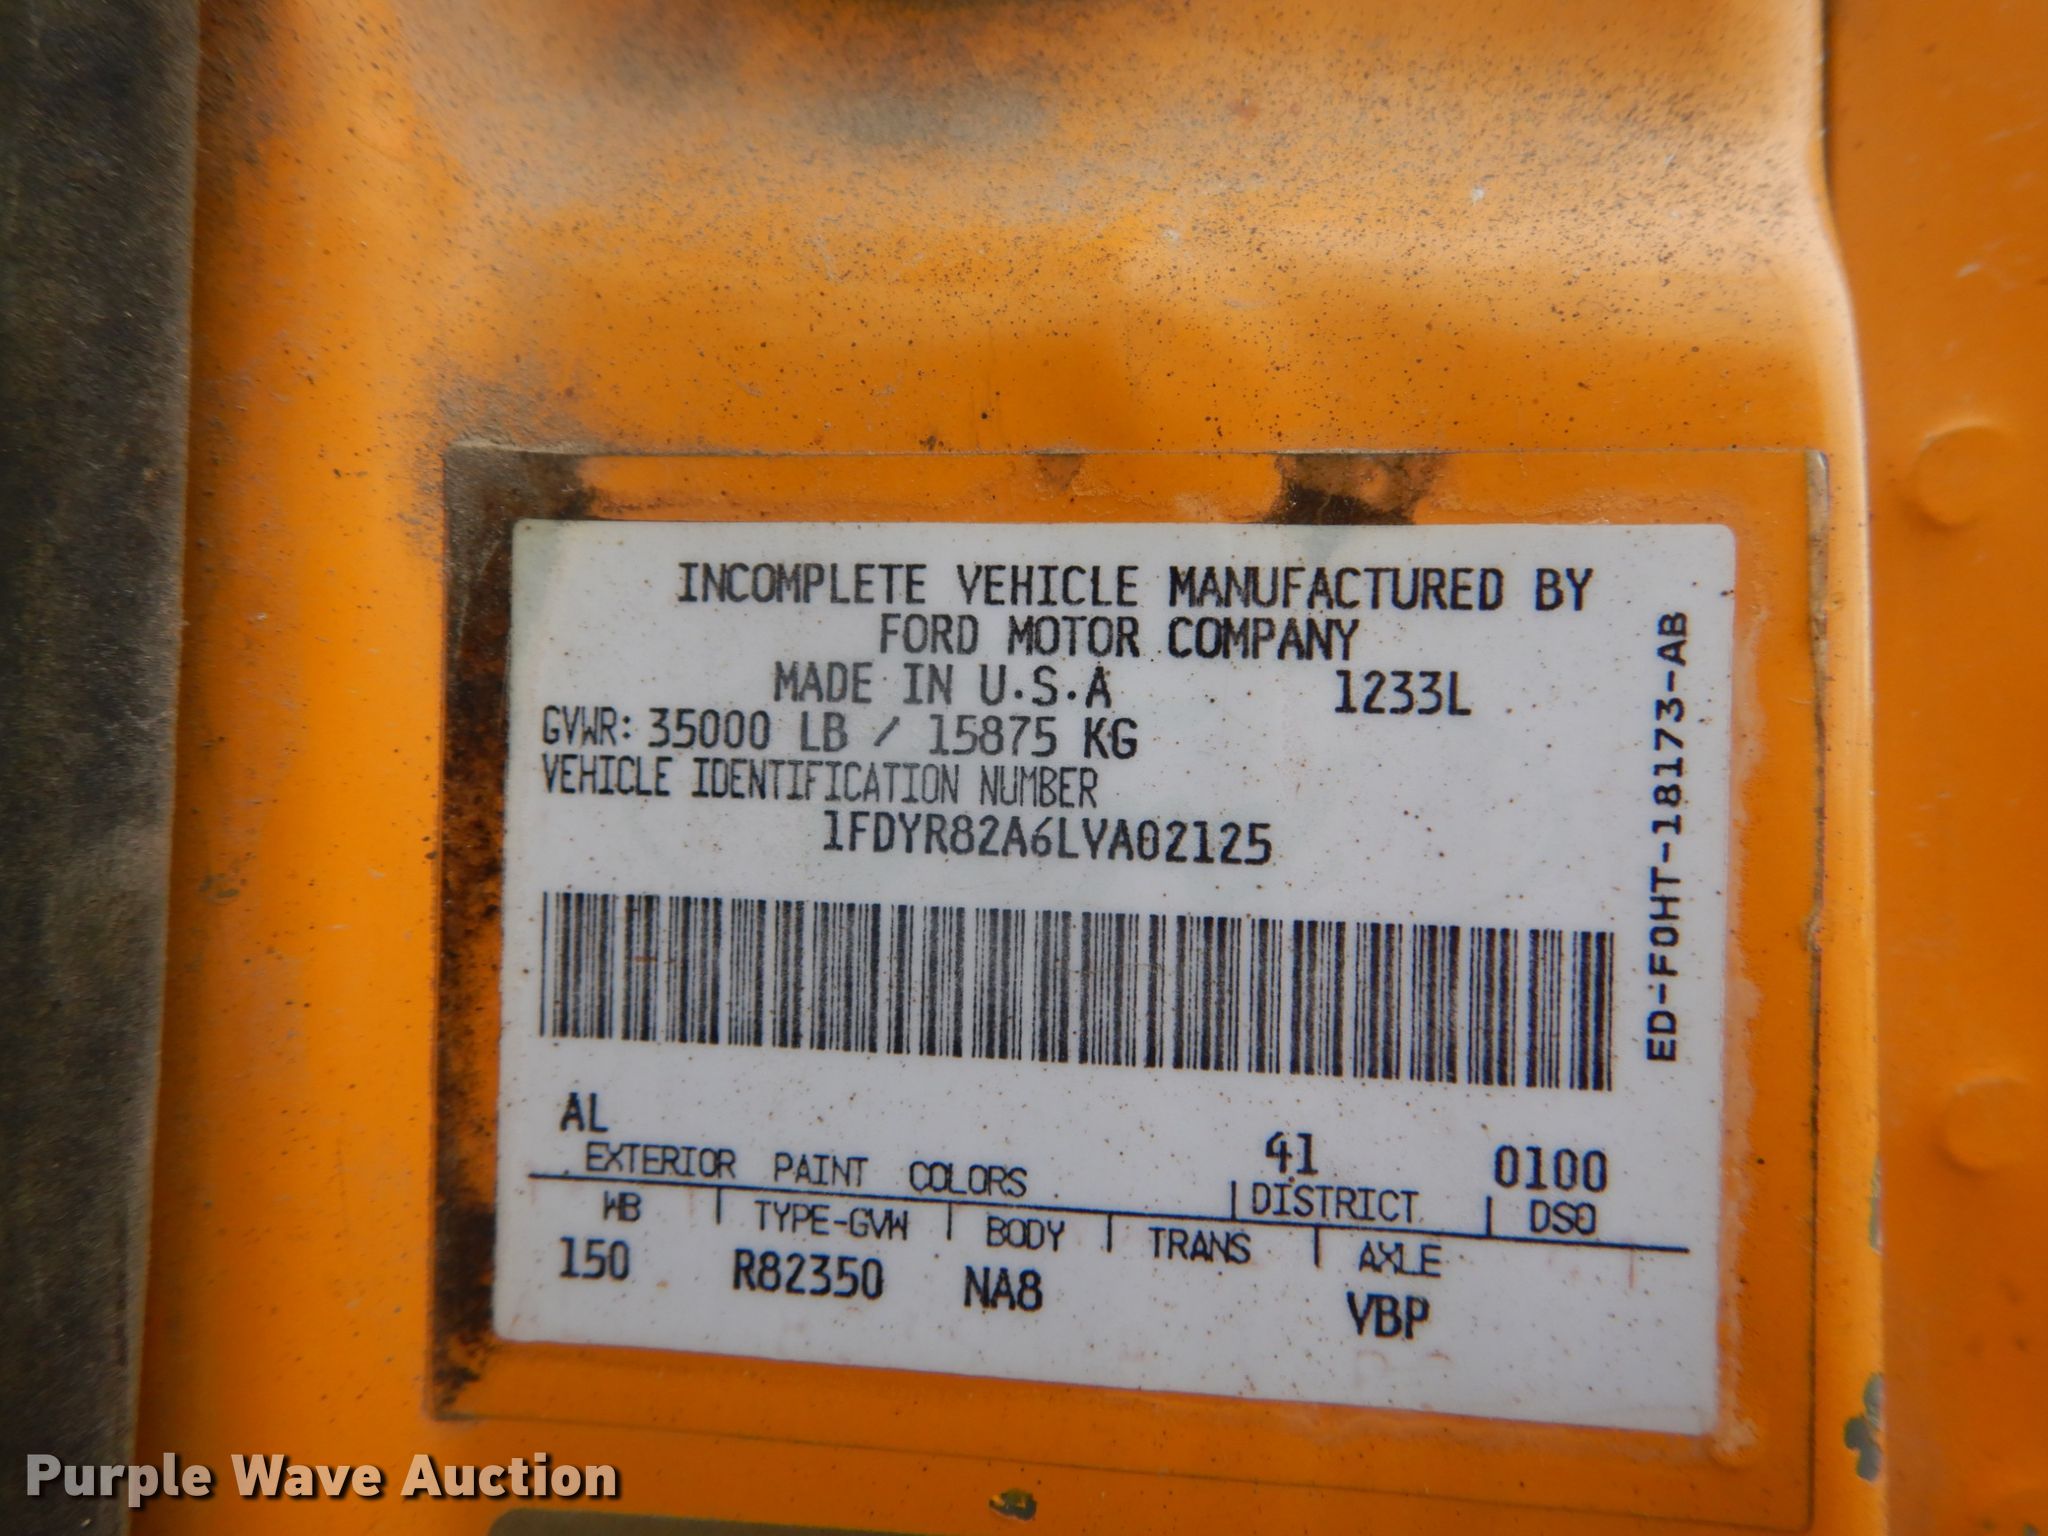 INCOMPLETE VEHICLE MANUFACTURED BY
FORD MOTOR COMPANY
MADE IN U.S.A 1233L
GVWR: 35000 LB / 15875 KG
VEHICLE IDENTIFICATION NUMBER
1FDYR82A6LVA02125
ED-F0HT-18173-AB
AL 41 0100
EXTERIOR PAINT COLORS DISTRICT DSO
WB TYPE-GVW BODY TRANS AXLE
150 R82350 NA8 VBP
Purple Wave Auction